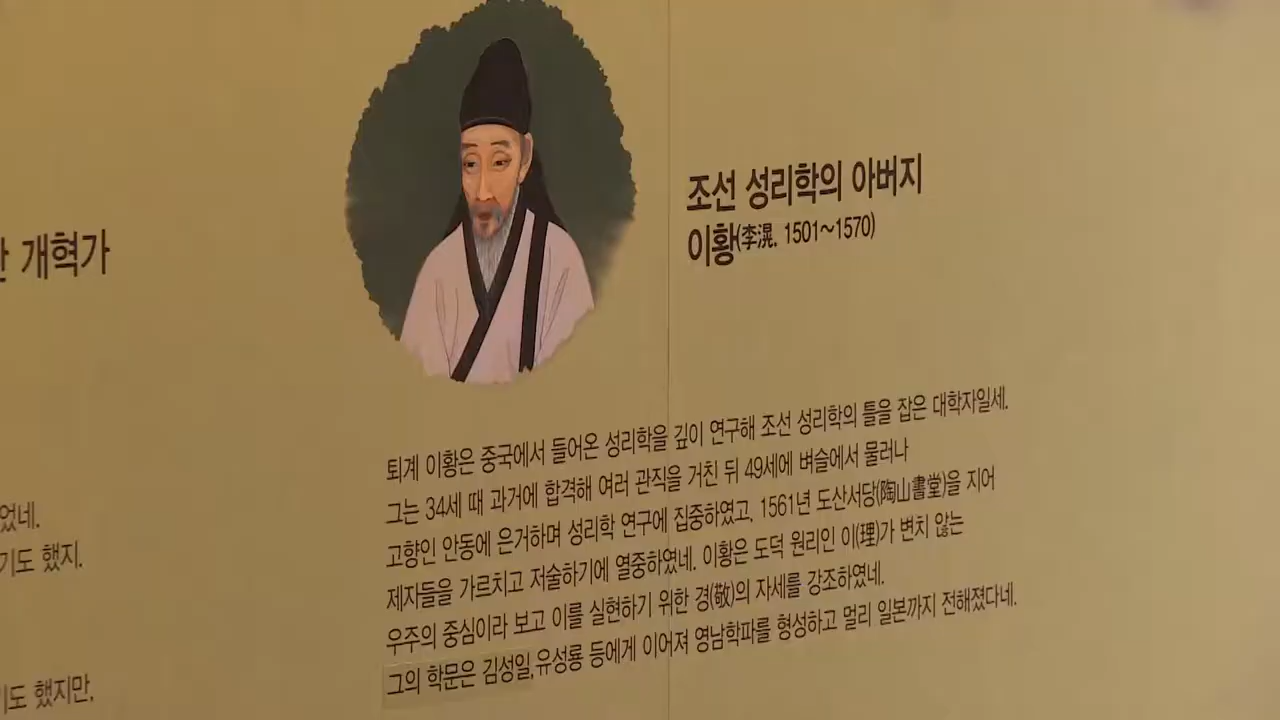 개혁가
었네.
기도 했지.
기도 했지만,
조선 성리학의 아버지
이황(李滉. 1501~1570)
퇴계 이황은 중국에서 들어온 성리학을 깊이 연구해 조선 성리학의 틀을 잡은 대학자일세.
그는 34세 때 과거에 합격해 여러 관직을 거친 뒤 49세에 벼슬에서 물러나
고향인 안동에 은거하며 성리학 연구에 집중하였고, 1561년 도산서당(陶山書堂)을 지어
제자들을 가르치고 저술하기에 열중하였네. 이황은 도덕 원리인 이(理)가 변치 않는
우주의 중심이라 보고 이를 실현하기 위한 경(敬)의 자세를 강조하였네.
그의 학문은 김성일,유성룡 등에게 이어져 영남학파를 형성하고 멀리 일본까지 전해졌다네.